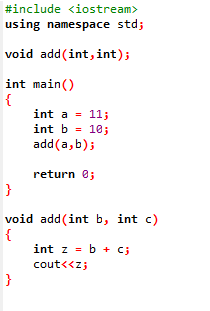 #include <iostream>
using namespace std;
void add(int,int);
int main()
{
int a = 11;
int b = 10;
add(a,b);
return 0;
}
void add(int b, int c)
{
int z = b + c;
cout<<z;
}